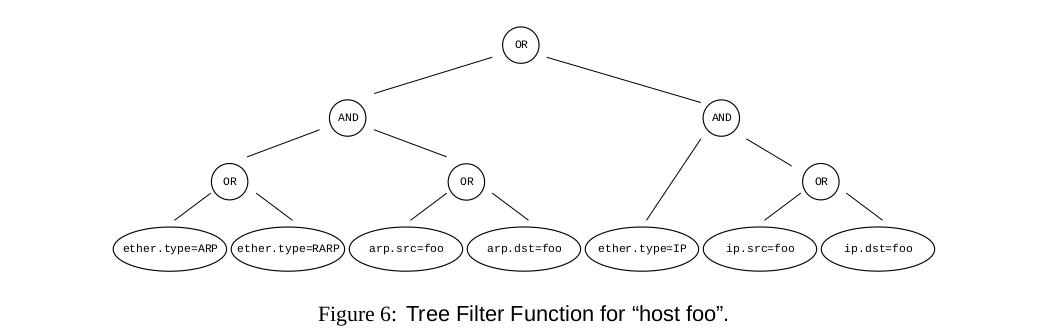 OR
AND AND
OR OR OR
ether.type=ARP ether.type=RARP arp.src=foo arp.dst=foo ether.type=IP ip.src=foo ip.dst=foo
Figure 6: Tree Filter Function for “host foo”.